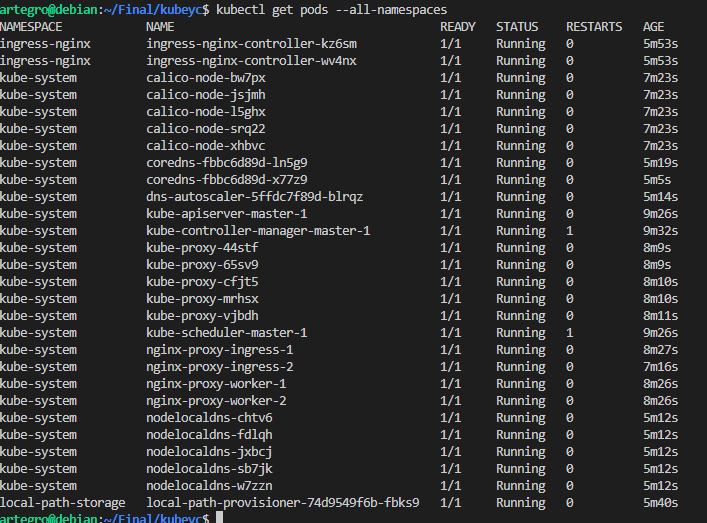 artegro@debian:~/Final/kubeyc$ kubectl get pods --all-namespaces
NAMESPACE NAME READY STATUS RESTARTS AGE
ingress-nginx ingress-nginx-controller-kz6sm 1/1 Running 0 5m53s
ingress-nginx ingress-nginx-controller-wv4nx 1/1 Running 0 5m53s
kube-system calico-node-bw7px 1/1 Running 0 7m23s
kube-system calico-node-jsjmh 1/1 Running 0 7m23s
kube-system calico-node-l5ghx 1/1 Running 0 7m23s
kube-system calico-node-srq22 1/1 Running 0 7m23s
kube-system calico-node-xhbvc 1/1 Running 0 7m23s
kube-system coredns-fbbc6d89d-ln5g9 1/1 Running 0 5m19s
kube-system coredns-fbbc6d89d-x77z9 1/1 Running 0 5m5s
kube-system dns-autoscaler-5ffdc7f89d-blrqz 1/1 Running 0 5m14s
kube-system kube-apiserver-master-1 1/1 Running 0 9m26s
kube-system kube-controller-manager-master-1 1/1 Running 1 9m32s
kube-system kube-proxy-44stf 1/1 Running 0 8m9s
kube-system kube-proxy-65sv9 1/1 Running 0 8m9s
kube-system kube-proxy-cfjt5 1/1 Running 0 8m10s
kube-system kube-proxy-mrhsx 1/1 Running 0 8m10s
kube-system kube-proxy-vjbdh 1/1 Running 0 8m11s
kube-system kube-scheduler-master-1 1/1 Running 1 9m26s
kube-system nginx-proxy-ingress-1 1/1 Running 0 8m27s
kube-system nginx-proxy-ingress-2 1/1 Running 0 7m16s
kube-system nginx-proxy-worker-1 1/1 Running 0 8m26s
kube-system nginx-proxy-worker-2 1/1 Running 0 8m26s
kube-system nodelocaldns-chtv6 1/1 Running 0 5m12s
kube-system nodelocaldns-fdlqh 1/1 Running 0 5m12s
kube-system nodelocaldns-jxbcj 1/1 Running 0 5m12s
kube-system nodelocaldns-sb7jk 1/1 Running 0 5m12s
kube-system nodelocaldns-w7zzn 1/1 Running 0 5m12s
local-path-storage local-path-provisioner-74d9549f6b-fbks9 1/1 Running 0 5m40s
artegro@debian:~/Final/kubeyc$